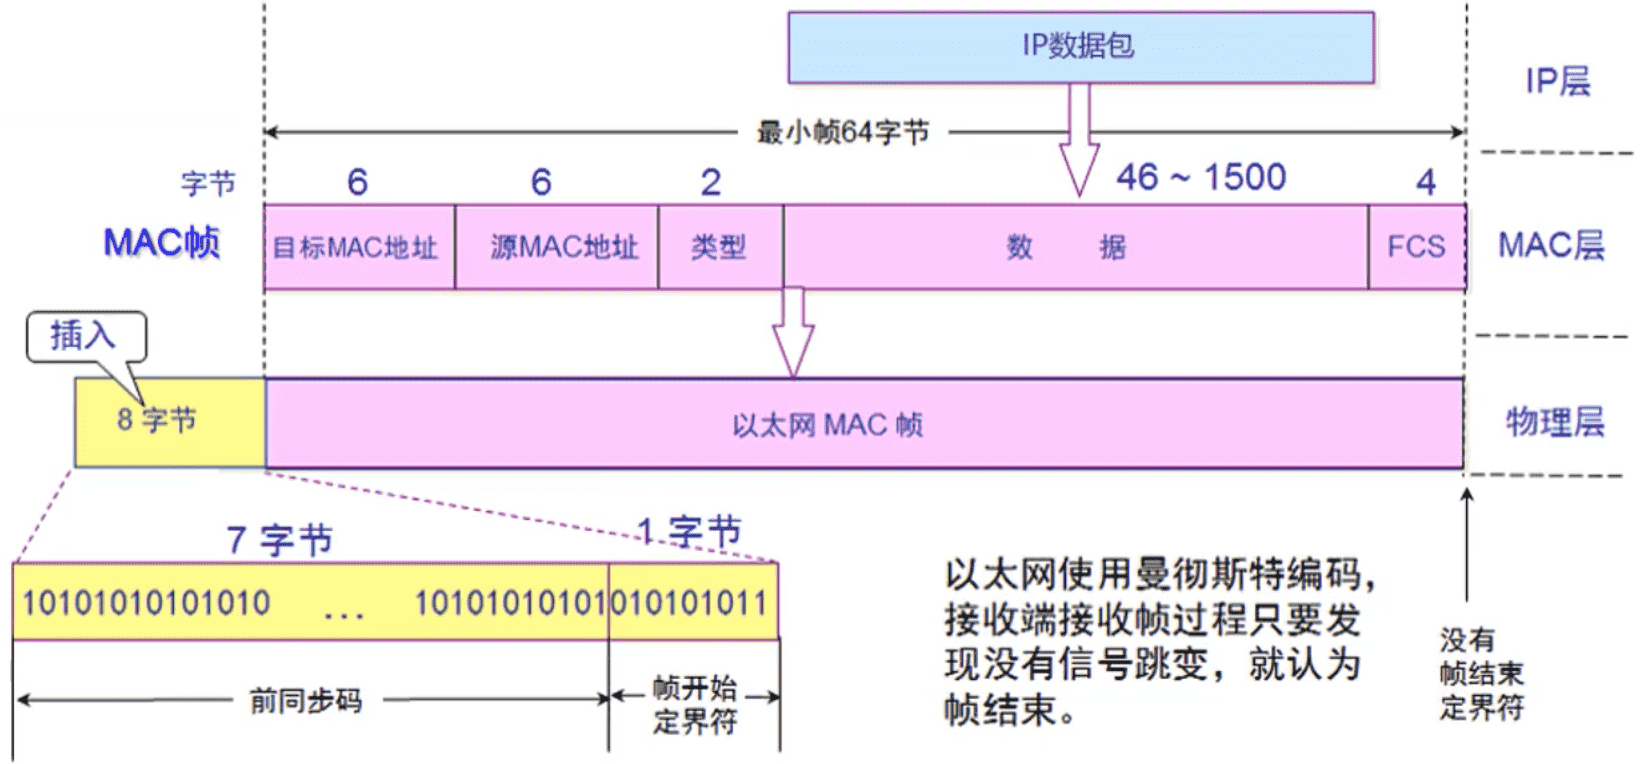 IP数据包
IP层
最小帧64字节
字节 6 6 2 46 ~ 1500 4
MAC帧 目标MAC地址 源MAC地址 类型 数 据 FCS MAC层
插入
8 字节 以太网 MAC 帧 物理层
7 字节 1 字节
10101010101010 ... 10101010101010101011
前同步码 帧开始
定界符
以太网使用曼彻斯特编码，
接收端接收帧过程只要发
现没有信号跳变，就认为
帧结束。
没有
帧结束
定界符